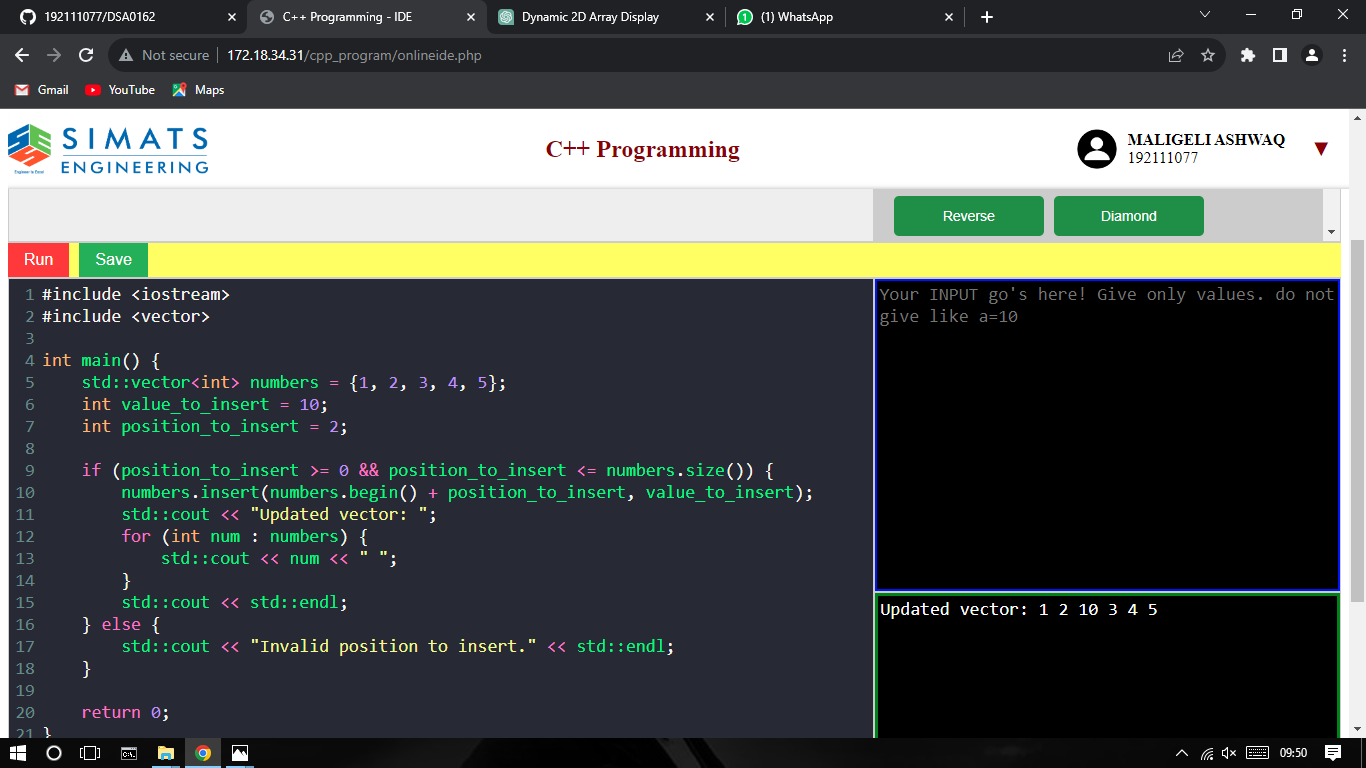 192111077/DSA0162
C++ Programming - IDE
Dynamic 2D Array Display
(1) WhatsApp
Not secure
172.18.34.31/cpp_program/onlineide.php
Gmail
YouTube
Maps
SIMATS
ENGINEERING
Engineer to Excel
C++ Programming
MALIGELI ASHWAQ
192111077
Reverse
Diamond
Run
Save
1 #include <iostream>
2 #include <vector>
3
4 int main() {
5     std::vector<int> numbers = {1, 2, 3, 4, 5};
6     int value_to_insert = 10;
7     int position_to_insert = 2;
8
9     if (position_to_insert >= 0 && position_to_insert <= numbers.size()) {
10         numbers.insert(numbers.begin() + position_to_insert, value_to_insert);
11         std::cout << "Updated vector: ";
12         for (int num : numbers) {
13             std::cout << num << " ";
14         }
15         std::cout << std::endl;
16     } else {
17         std::cout << "Invalid position to insert." << std::endl;
18     }
19
20     return 0;
21 }
Your INPUT go's here! Give only values. do not
give like a=10
Updated vector: 1 2 10 3 4 5
09:50